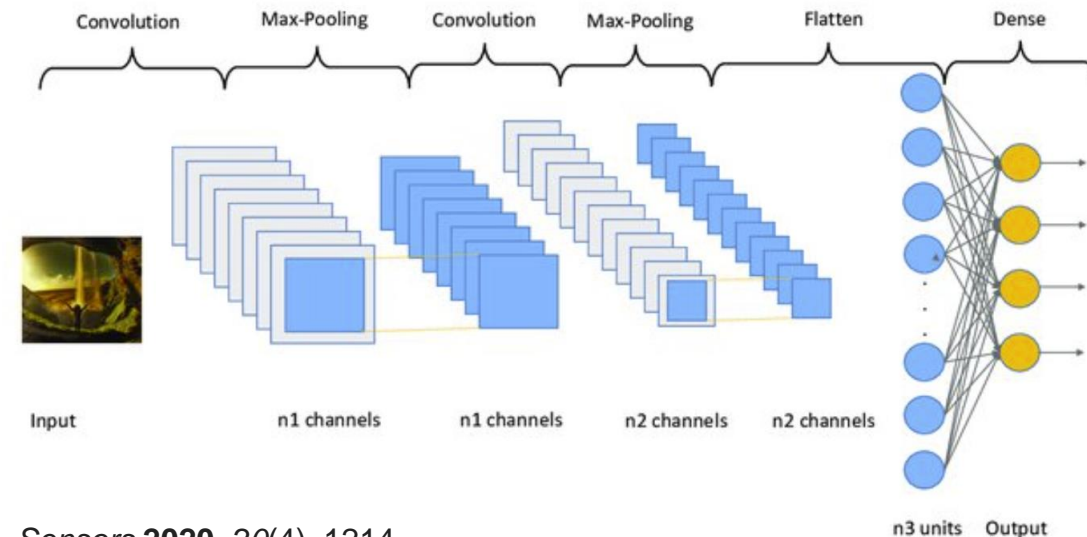 Convolution Max-Pooling Convolution Max-Pooling Flatten Dense
Input n1 channels n1 channels n2 channels n2 channels
n3 units Output
Sensors 2020, 20(4), 1214